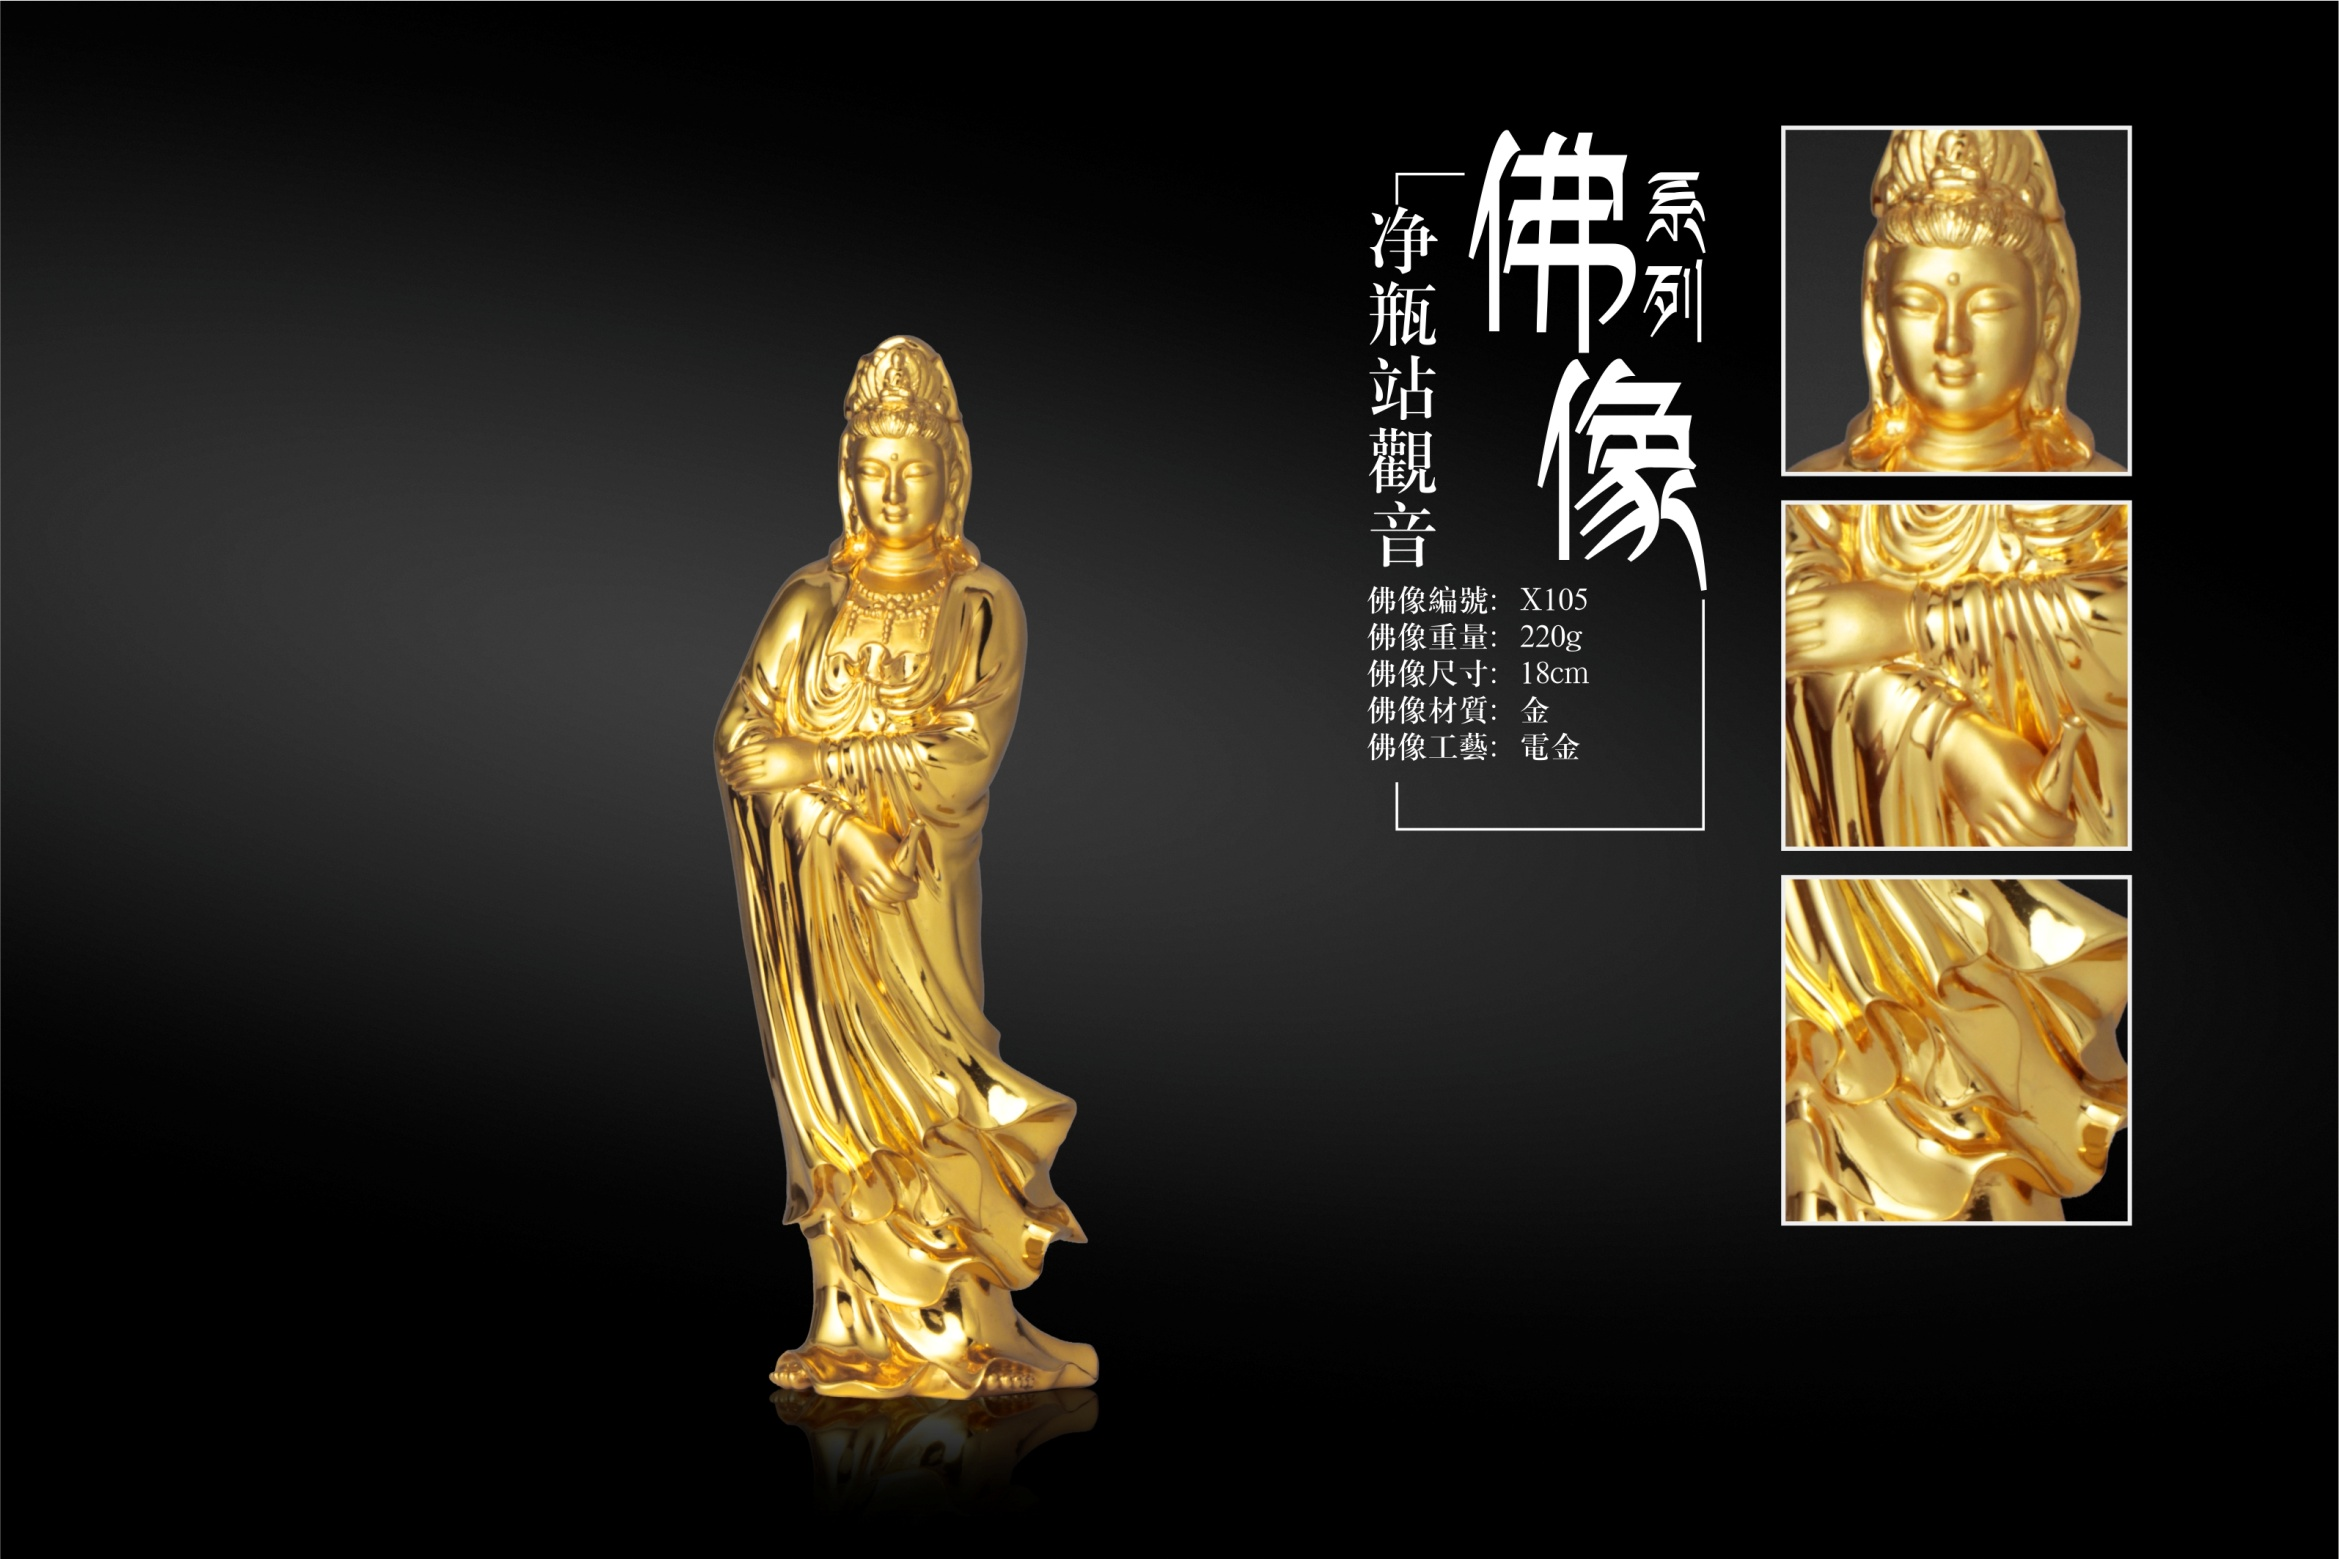 佛像
系列
净瓶站觀音
佛像編號：X105
佛像重量：220g
佛像尺寸：18cm
佛像材質：金
佛像工藝：電金